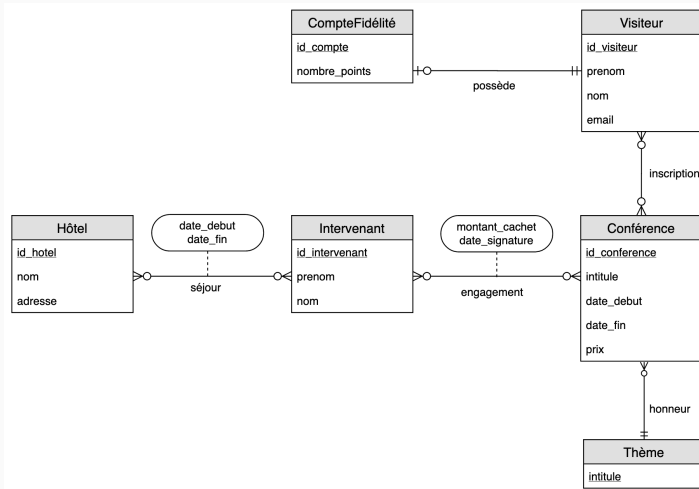 CompteFidélité
id_compte
nombre_points
possède
Visiteur
id_visiteur
prenom
nom
email
inscription
Hôtel
id_hotel
nom
adresse
date_debut
date_fin
séjour
Intervenant
id_intervenant
prenom
nom
montant_cachet
date_signature
engagement
Conférence
id_conference
intitule
date_debut
date_fin
prix
honneur
Thème
intitule